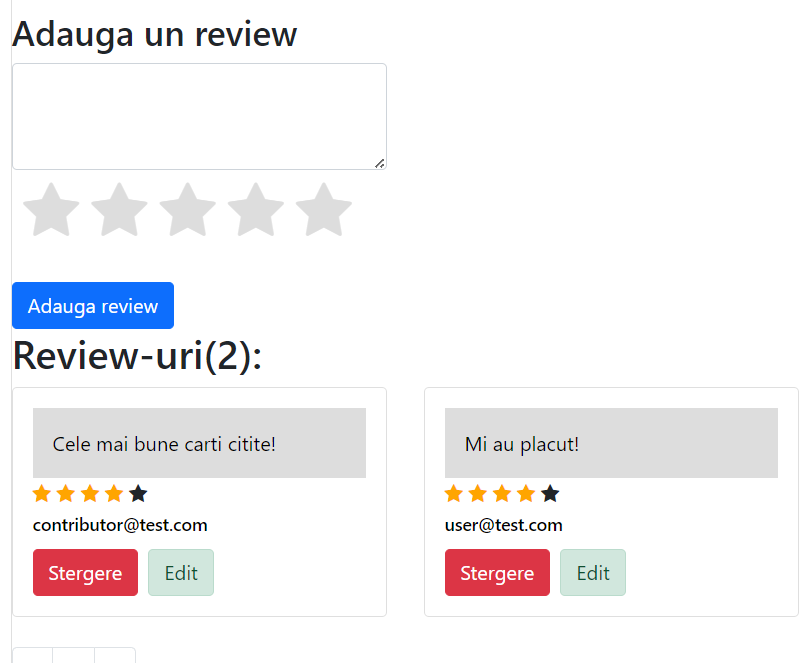 Adauga un review
Adauga review
Review-uri(2):
Cele mai bune carti citite!
contributor@test.com
Stergere Edit
Mi au placut!
user@test.com
Stergere Edit